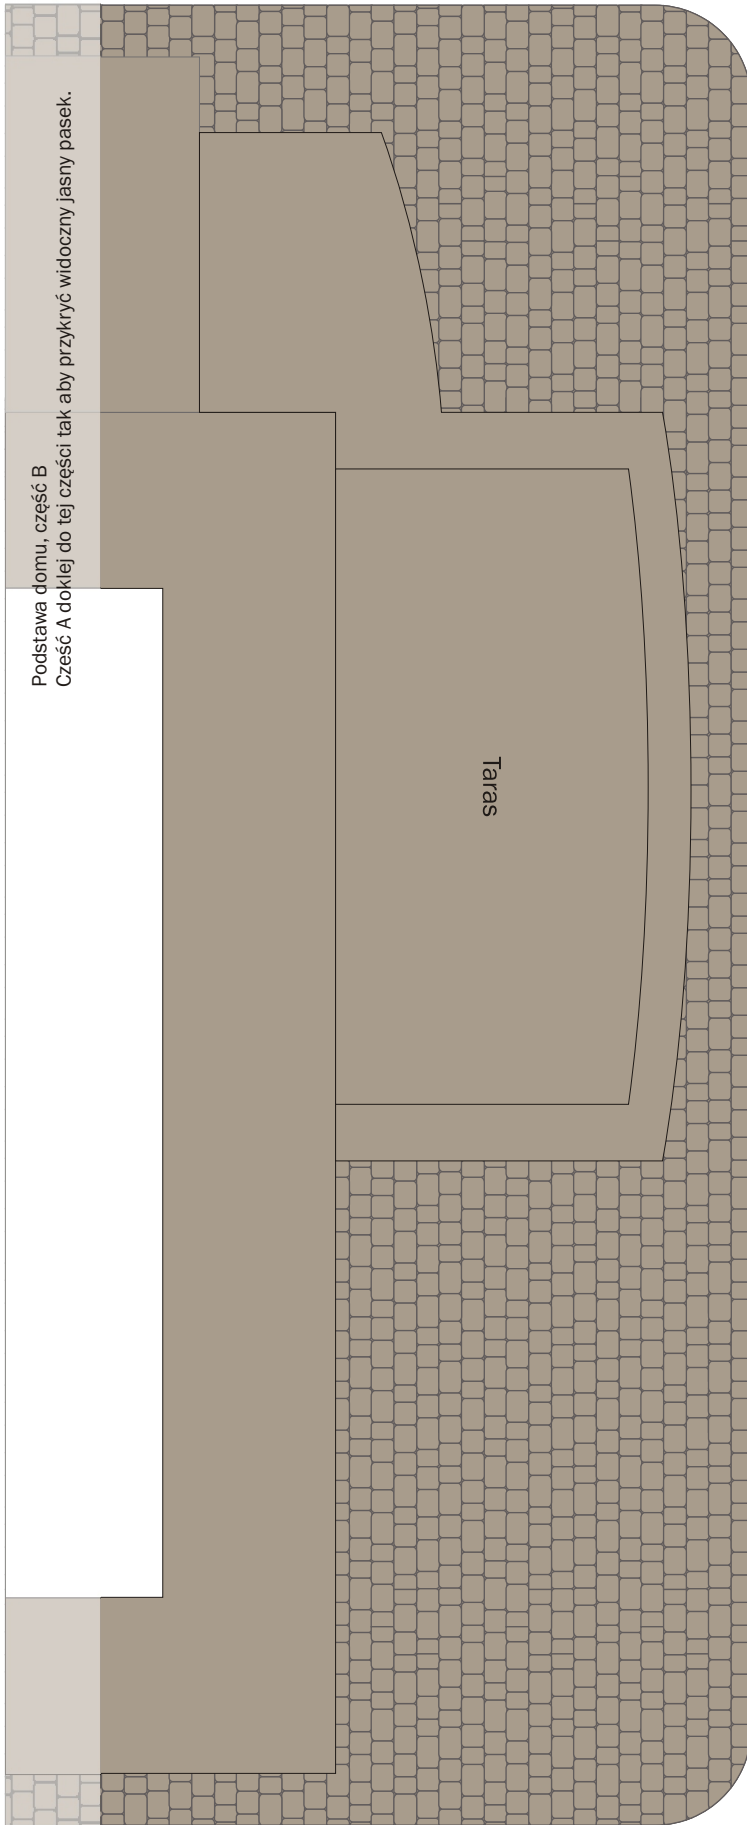 Podstawa domu, część B
Cześć A doklej do tej części tak aby przykryć widoczny jasny pasek.
Taras